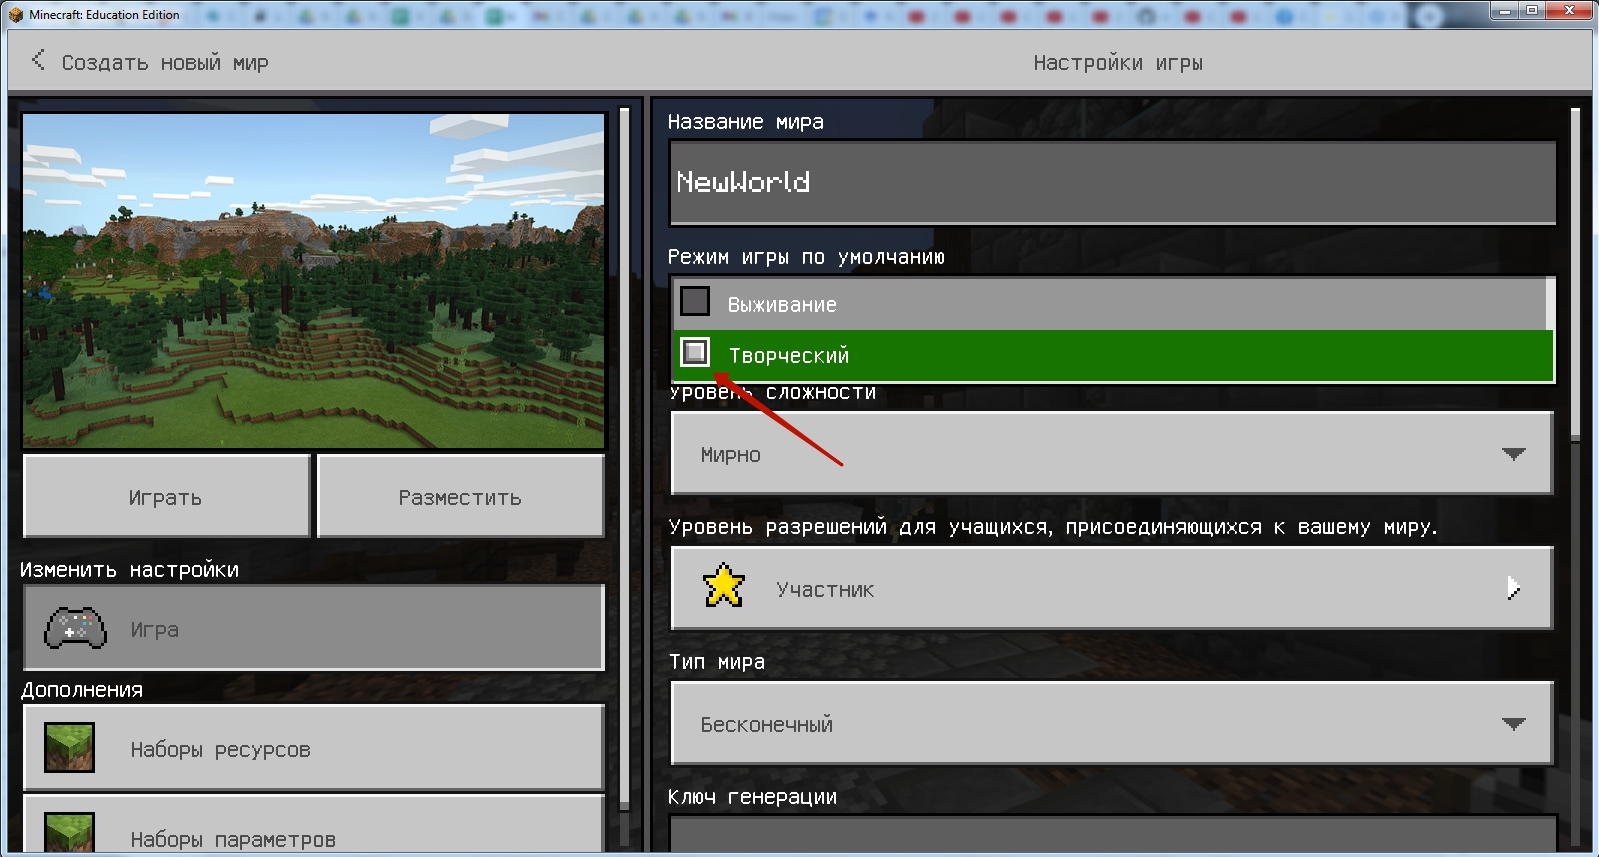 Minecraft: Education Edition
Создать новый мир
Настройки игры
Название мира
NewWorld
Режим игры по умолчанию
Выживание
Творческий
Уровень сложности
Мирно
Играть
Разместить
Уровень разрешений для учащихся, присоединяющихся к вашему миру.
Изменить настройки
Участник
Игра
Тип мира
Дополнения
Бесконечный
Наборы ресурсов
Ключ генерации
Наборы параметров